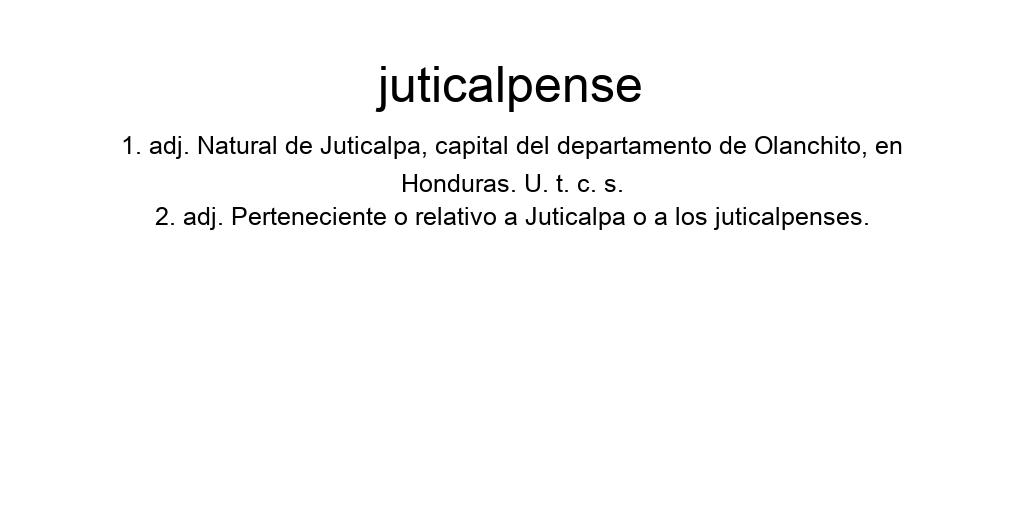 juticalpense
1. adj. Natural de Juticalpa, capital del departamento de Olanchito, en
Honduras. U. t. c. s.
2. adj. Perteneciente o relativo a Juticalpa o a los juticalpenses.